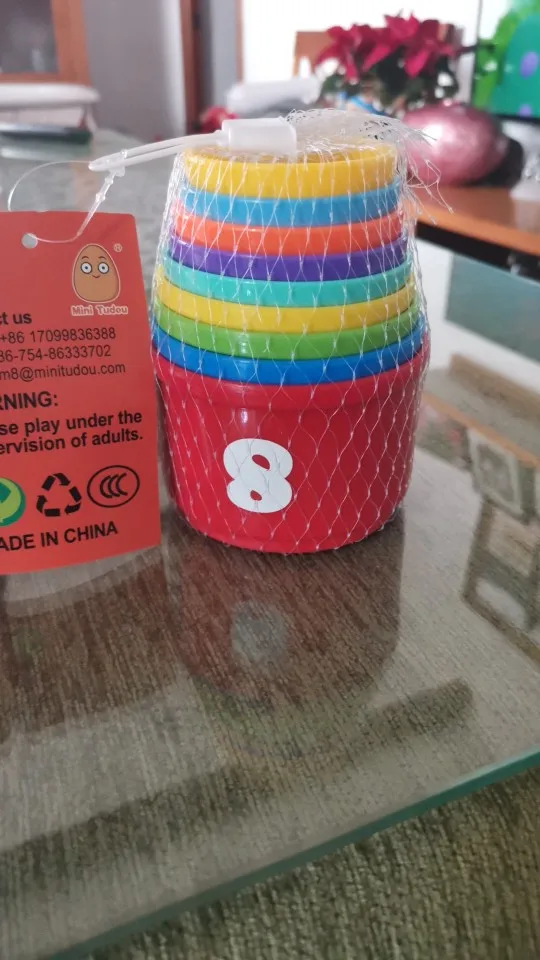 ®
Mini Tudou
ct us
+86 17099836388
86-754-86333702
m8@minitudou.com
RNING:
se play under the
ervision of adults.
CCC
ADE IN CHINA
8